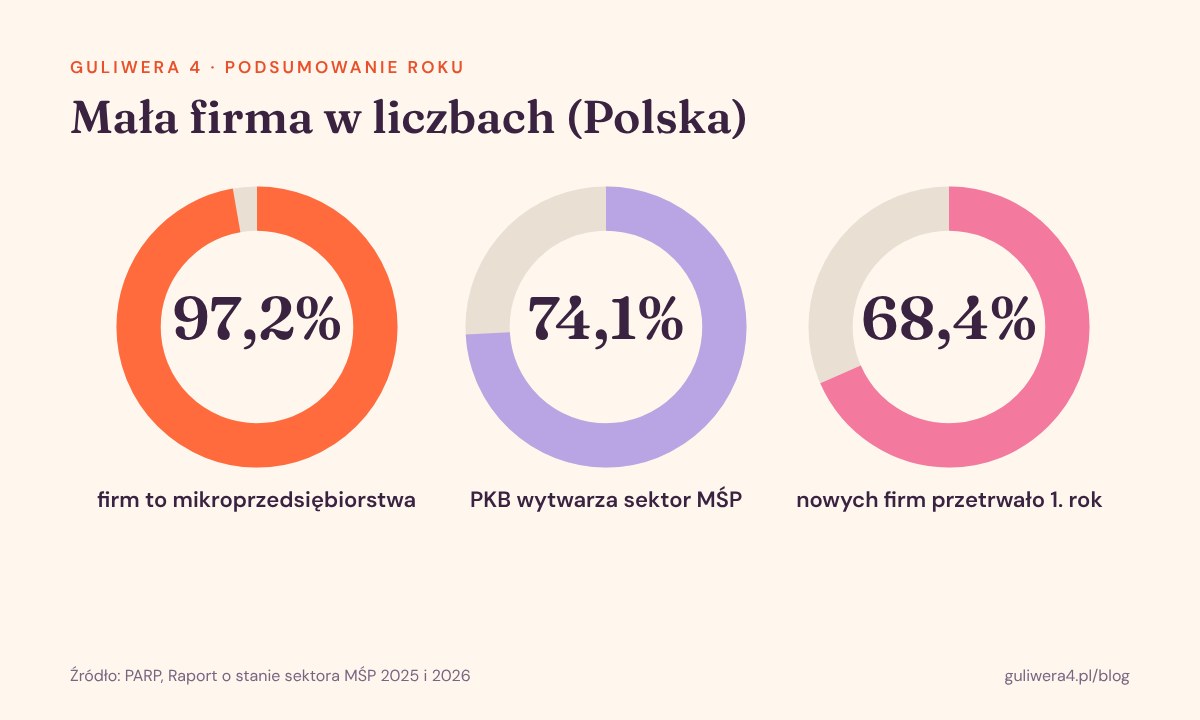 GULIWERA 4 · PODSUMOWANIE ROKU
Mała firma w liczbach (Polska)
97,2%
74,1%
68,4%
firm to mikroprzedsiębiorstwa
PKB wytwarza sektor MŚP
nowych firm przetrwało 1. rok
Źródło: PARP, Raport o stanie sektora MŚP 2025 i 2026
guliwera4.pl/blog